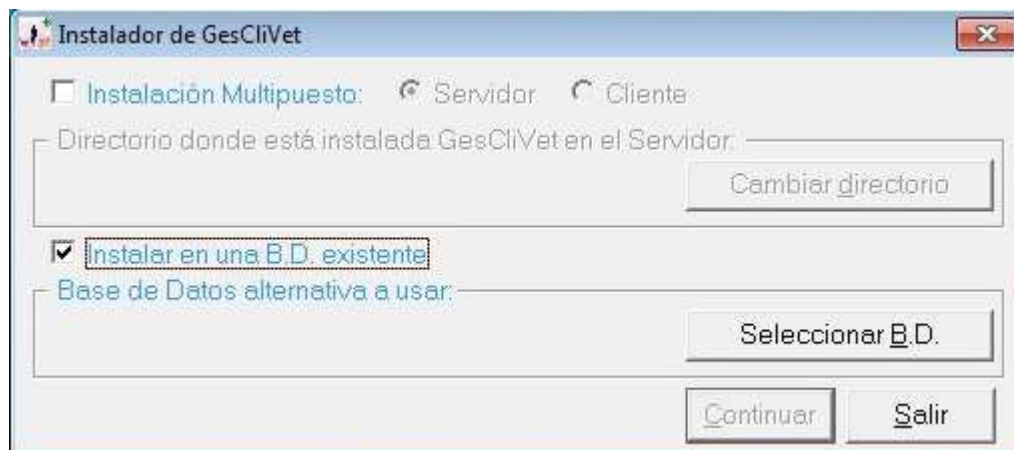 Instalador de GesCliVet
Instalación Multipuesto: Servidor Cliente
Directorio donde está instalada GesCliVet en el Servidor:
Cambiar directorio
Instalar en una B.D. existente
Base de Datos alternativa a usar:
Seleccionar B.D.
Continuar Salir